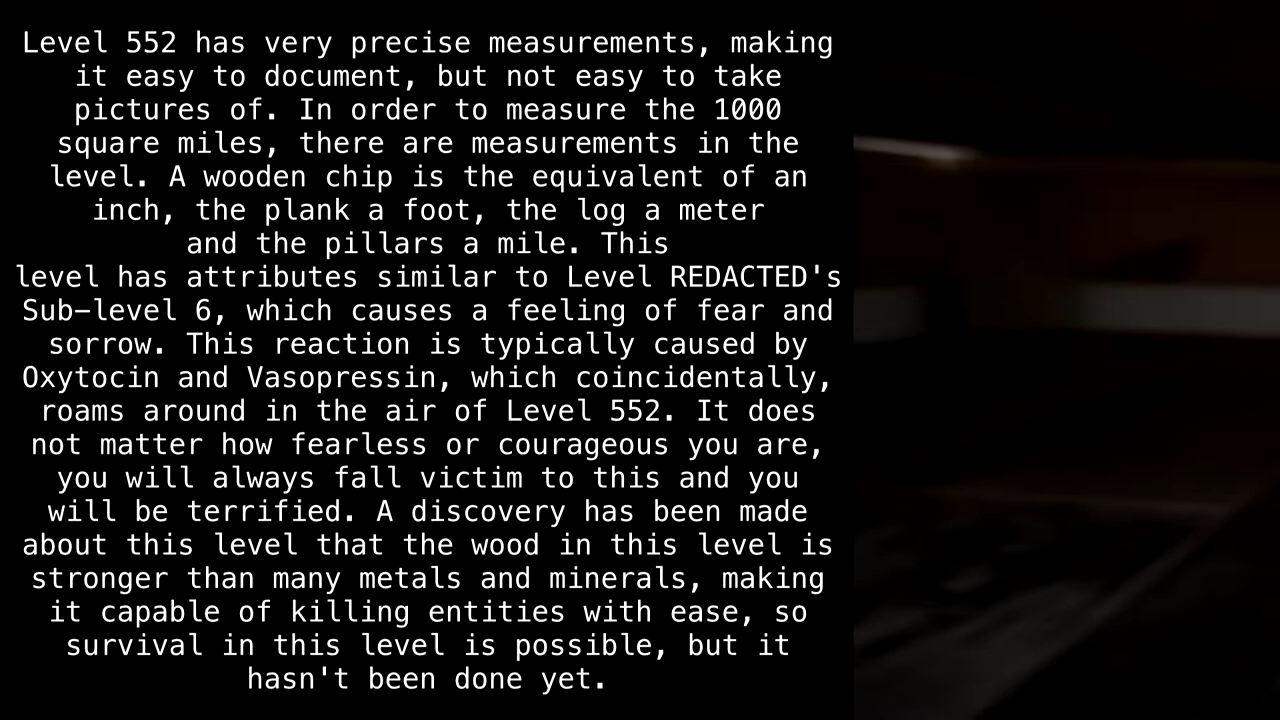 Level 552 has very precise measurements, making
it easy to document, but not easy to take
pictures of. In order to measure the 1000
square miles, there are measurements in the
level. A wooden chip is the equivalent of an
inch, the plank a foot, the log a meter
and the pillars a mile. This
level has attributes similar to Level REDACTED's
Sub-level 6, which causes a feeling of fear and
sorrow. This reaction is typically caused by
Oxytocin and Vasopressin, which coincidentally,
roams around in the air of Level 552. It does
not matter how fearless or courageous you are,
you will always fall victim to this and you
will be terrified. A discovery has been made
about this level that the wood in this level is
stronger than many metals and minerals, making
it capable of killing entities with ease, so
survival in this level is possible, but it
hasn't been done yet.